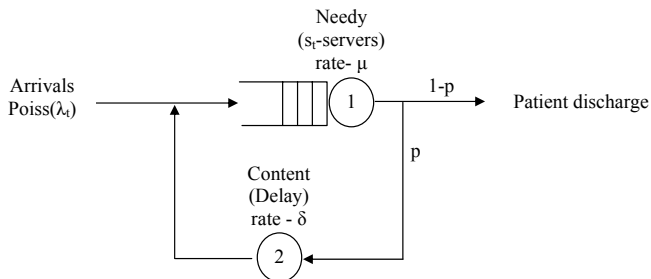 Needy
(st-servers)
rate- μ
Arrivals
Poiss(λt)
1
1-p
Patient discharge
p
Content
(Delay)
rate - δ
2